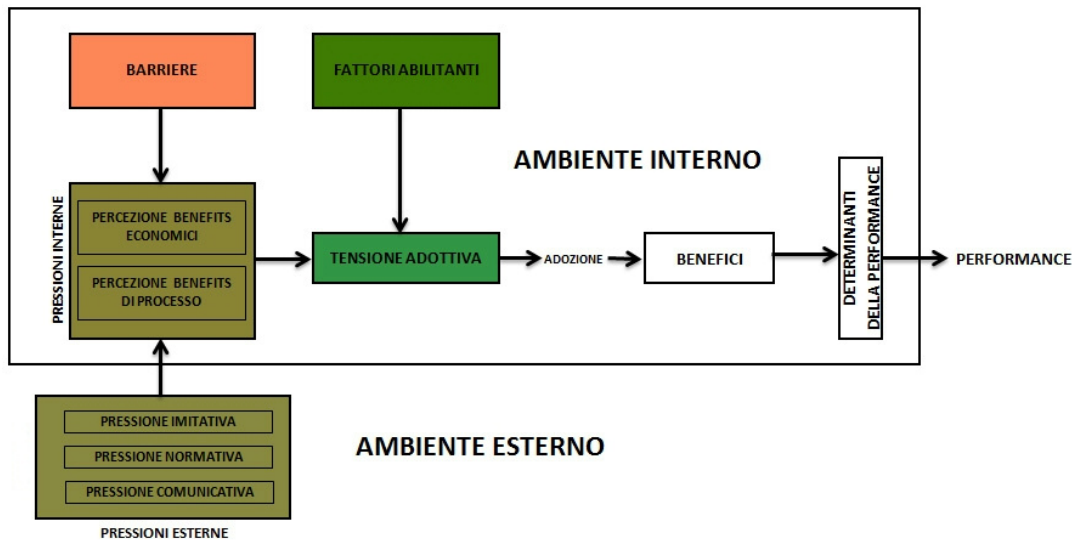 BARRIERE
FATTORI ABILITANTI
AMBIENTE INTERNO
PRESSIONI INTERNE
PERCEZIONE BENEFITS
ECONOMICI
PERCEZIONE BENEFITS
DI PROCESSO
TENSIONE ADOTTIVA
ADOZIONE
BENEFICI
DETERMINANTI
DELLA PERFORMANCE
PERFORMANCE
PRESSIONE IMITATIVA
PRESSIONE NORMATIVA
PRESSIONE COMUNICATIVA
AMBIENTE ESTERNO
PRESSIONI ESTERNE